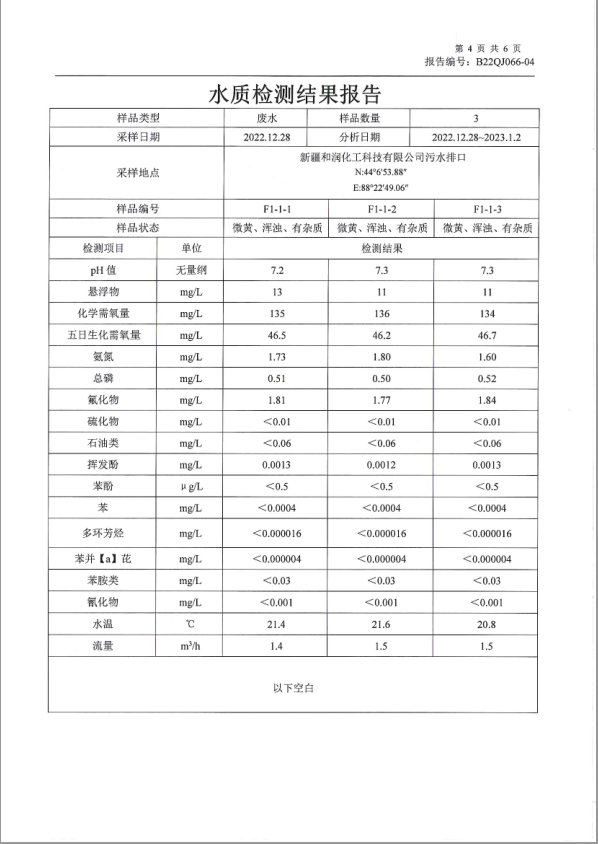 第 4 页 共 6 页
报告编号：B22QJ066-04
水质检测结果报告
样品类型 废水 样品数量 3
采样日期 2022.12.28 分析日期 2022.12.28~2023.1.2
采样地点 新疆和润化工科技有限公司污水排口
N:44°6′53.88″
E:88°22′49.06″
样品编号 F1-1-1 F1-1-2 F1-1-3
样品状态 微黄、浑浊、有杂质 微黄、浑浊、有杂质 微黄、浑浊、有杂质
检测项目 单位 检测结果
pH 值 无量纲 7.2 7.3 7.3
悬浮物 mg/L 13 11 11
化学需氧量 mg/L 135 136 134
五日生化需氧量 mg/L 46.5 46.2 46.7
氨氮 mg/L 1.73 1.80 1.60
总磷 mg/L 0.51 0.50 0.52
氟化物 mg/L 1.81 1.77 1.84
硫化物 mg/L ＜0.01 ＜0.01 ＜0.01
石油类 mg/L ＜0.06 ＜0.06 ＜0.06
挥发酚 mg/L 0.0013 0.0012 0.0013
苯酚 μg/L ＜0.5 ＜0.5 ＜0.5
苯 mg/L ＜0.0004 ＜0.0004 ＜0.0004
多环芳烃 mg/L ＜0.000016 ＜0.000016 ＜0.000016
苯并【a】芘 mg/L ＜0.000004 ＜0.000004 ＜0.000004
苯胺类 mg/L ＜0.03 ＜0.03 ＜0.03
氰化物 mg/L ＜0.001 ＜0.001 ＜0.001
水温 ℃ 21.4 21.6 20.8
流量 m³/h 1.4 1.5 1.5
以下空白